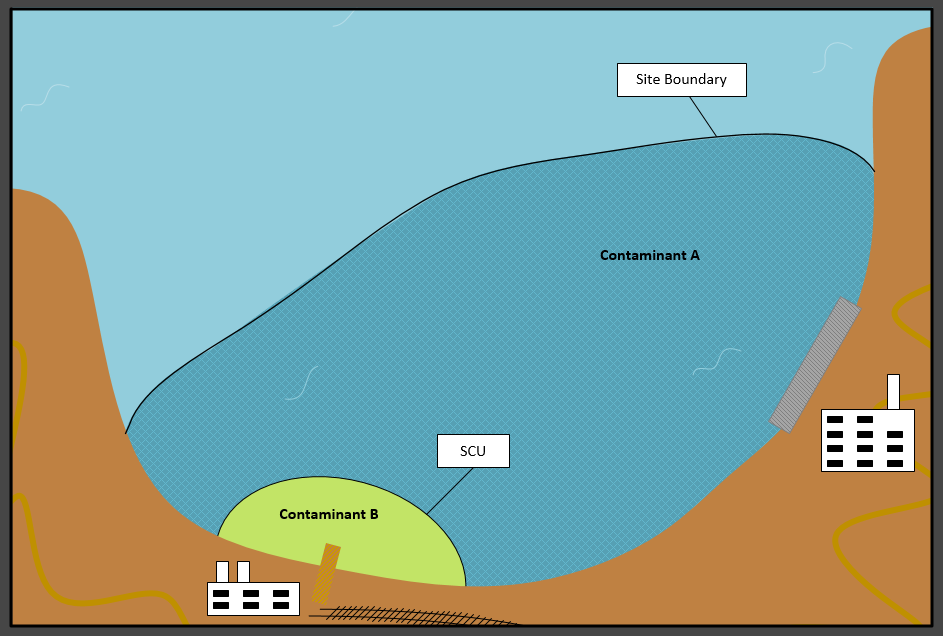 Site Boundary
Contaminant A
SCU
Contaminant B